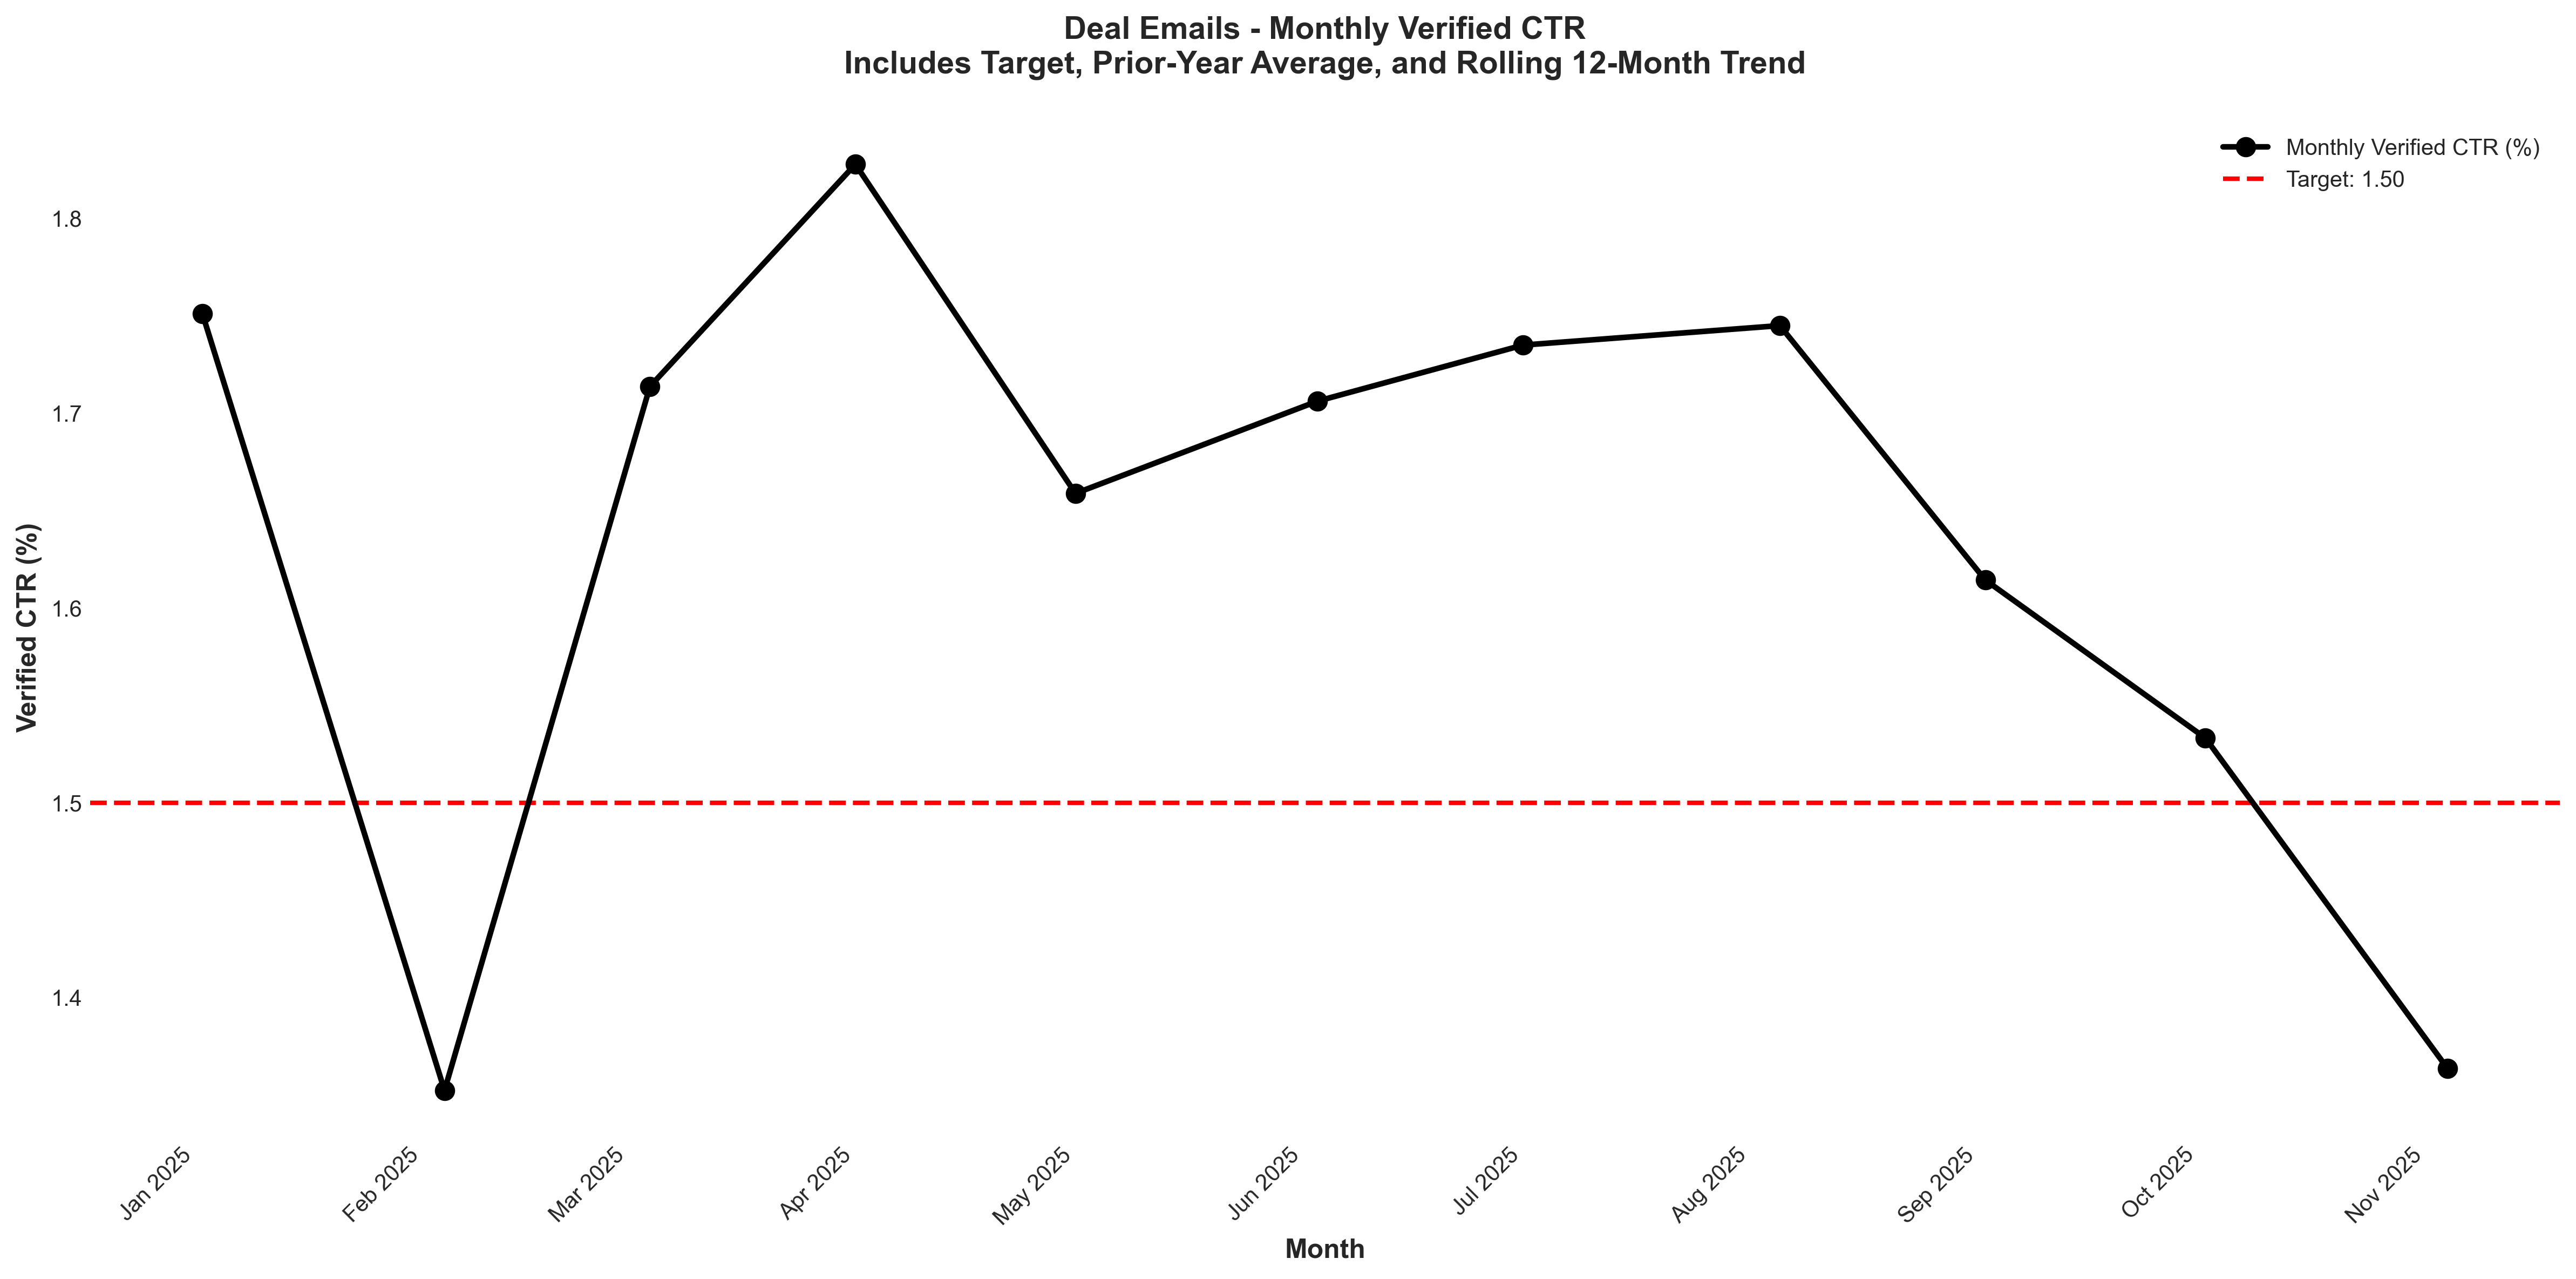 Deal Emails - Monthly Verified CTR
Includes Target, Prior-Year Average, and Rolling 12-Month Trend
Monthly Verified CTR (%)
Target: 1.50
Verified CTR (%)
1.8
1.7
1.6
1.5
1.4
Jan 2025
Feb 2025
Mar 2025
Apr 2025
May 2025
Jun 2025
Jul 2025
Aug 2025
Sep 2025
Oct 2025
Nov 2025
Month